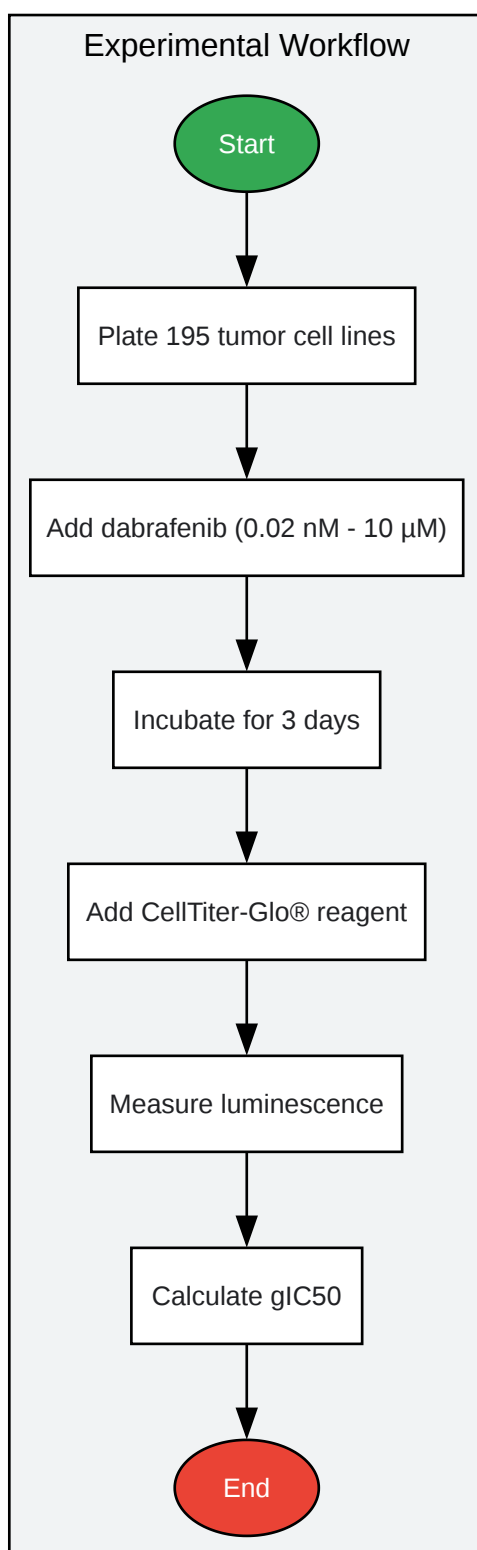 Experimental Workflow
Start
Plate 195 tumor cell lines
Add dabrafenib (0.02 nM - 10 µM)
Incubate for 3 days
Add CellTiter-Glo® reagent
Measure luminescence
Calculate gIC50
End